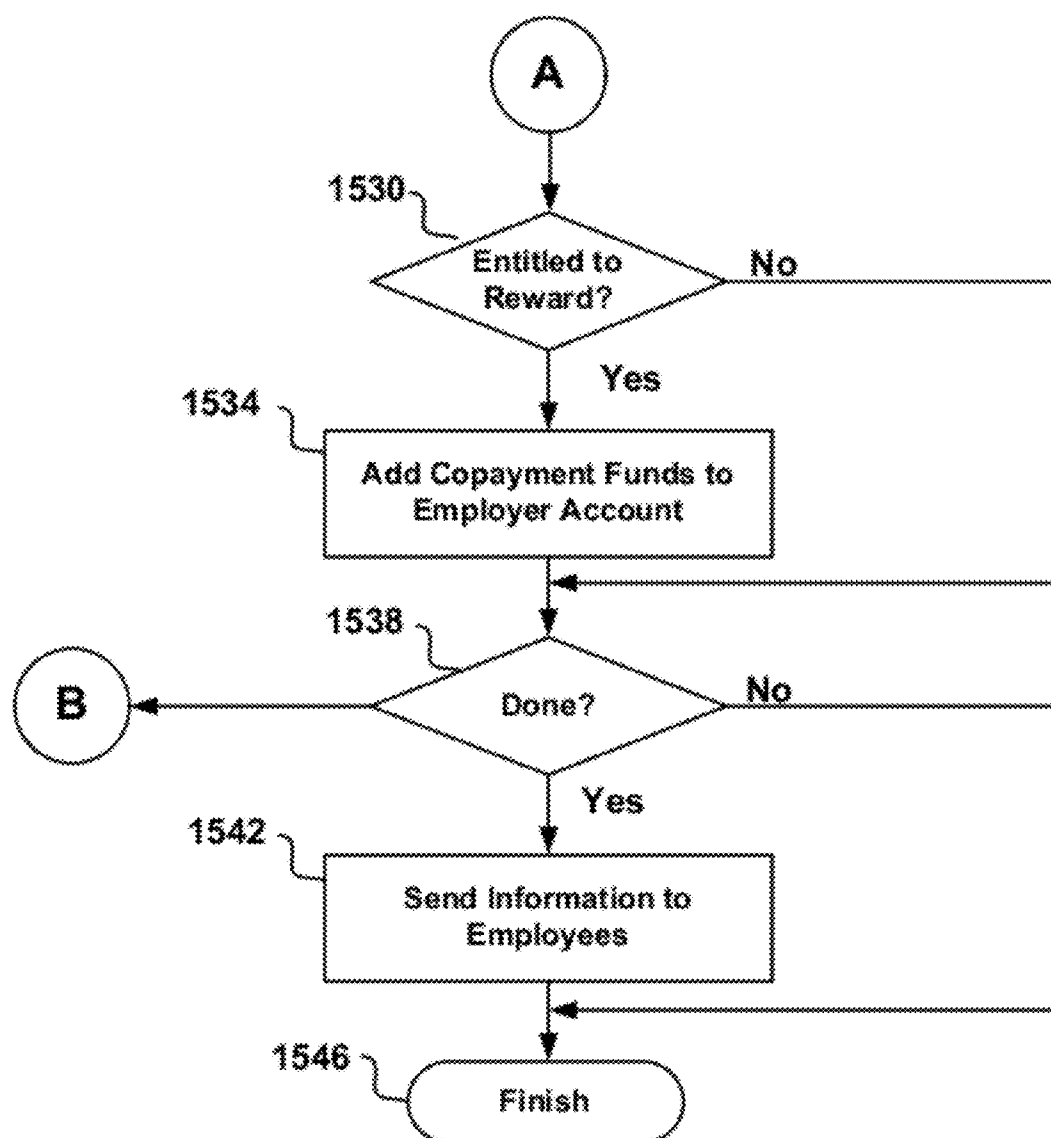 A
1530
Entitled to
Reward?
No
Yes
1534
Add Copayment Funds to
Employer Account
1538
B
Done?
No
Yes
1542
Send Information to
Employees
1546
Finish